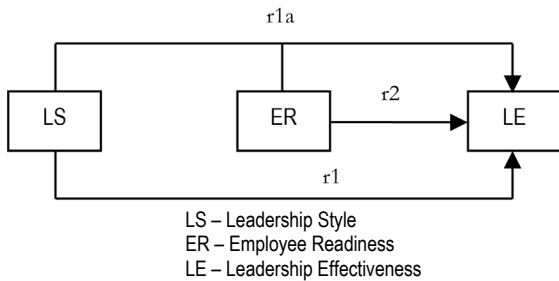 r1a
LS
ER
r2
LE
r1
LS – Leadership Style
ER – Employee Readiness
LE – Leadership Effectiveness